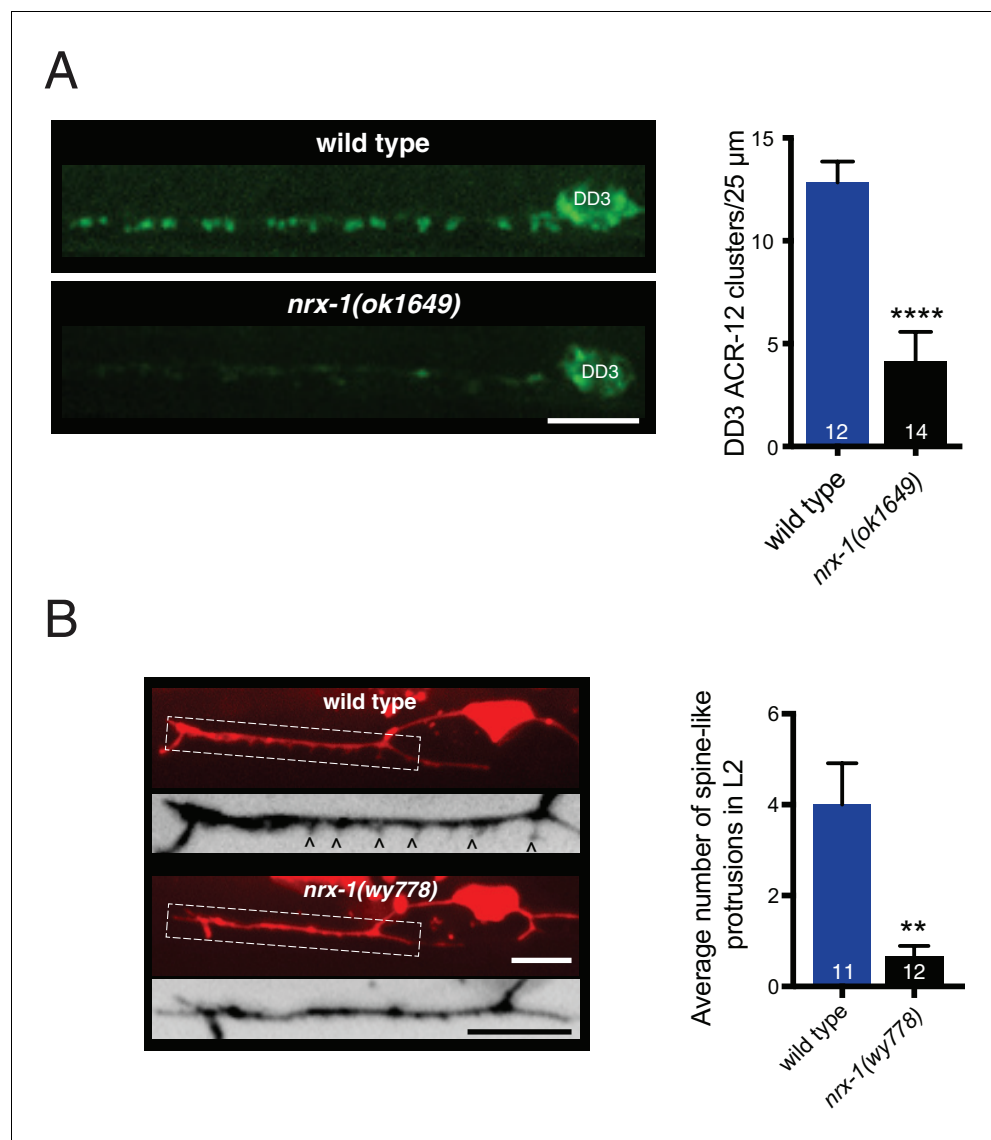 A
wild type
DD3
nrx-1(ok1649)
DD3
DD3 ACR-12 clusters/25 μm
15
10
5
0
****
12
14
wild type
nrx-1(ok1649)
B
wild type
^ ^ ^ ^ ^ ^
nrx-1(wy778)
Average number of spine-like
protrusions in L2
6
4
2
0
**
11
12
wild type
nrx-1(wy778)